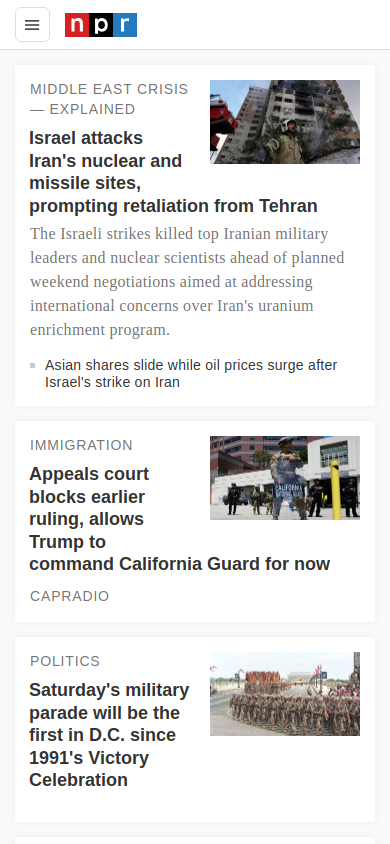 npr
MIDDLE EAST CRISIS
— EXPLAINED
Israel attacks
Iran's nuclear and
missile sites,
prompting retaliation from Tehran
The Israeli strikes killed top Iranian military
leaders and nuclear scientists ahead of planned
weekend negotiations aimed at addressing
international concerns over Iran's uranium
enrichment program.
Asian shares slide while oil prices surge after
Israel's strike on Iran
IMMIGRATION
Appeals court
blocks earlier
ruling, allows
Trump to
command California Guard for now
CALIFORNIA
CAPRADIO
POLITICS
Saturday's military
parade will be the
first in D.C. since
1991's Victory
Celebration